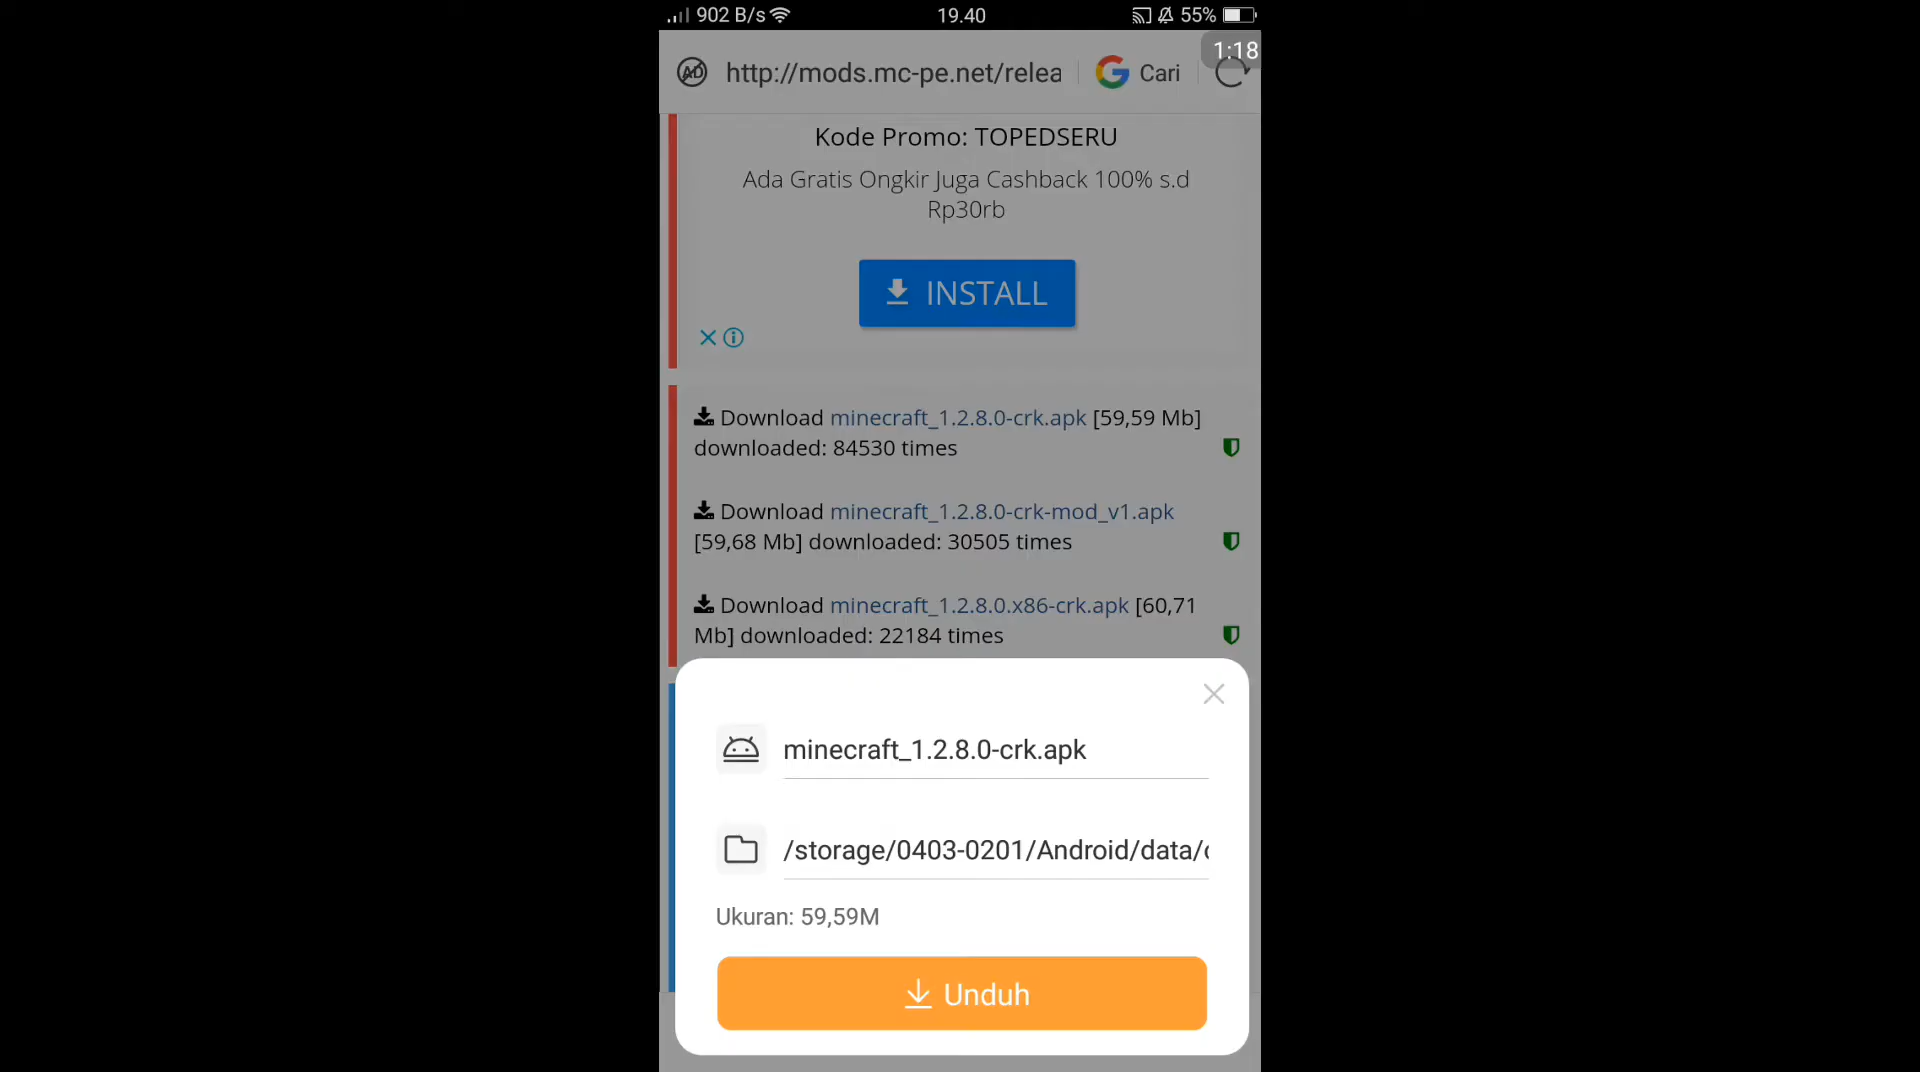 902 B/s
19.40
55%
1:18
http://mods.mc-pe.net/relea
Cari
Kode Promo: TOPEDSERU
Ada Gratis Ongkir Juga Cashback 100% s.d
Rp30rb
INSTALL
Download minecraft_1.2.8.0-crk.apk [59,59 Mb]
downloaded: 84530 times
Download minecraft_1.2.8.0-crk-mod_v1.apk
[59,68 Mb] downloaded: 30505 times
Download minecraft_1.2.8.0.x86-crk.apk [60,71
Mb] downloaded: 22184 times
minecraft_1.2.8.0-crk.apk
/storage/0403-0201/Android/data/
Ukuran: 59,59M
Unduh